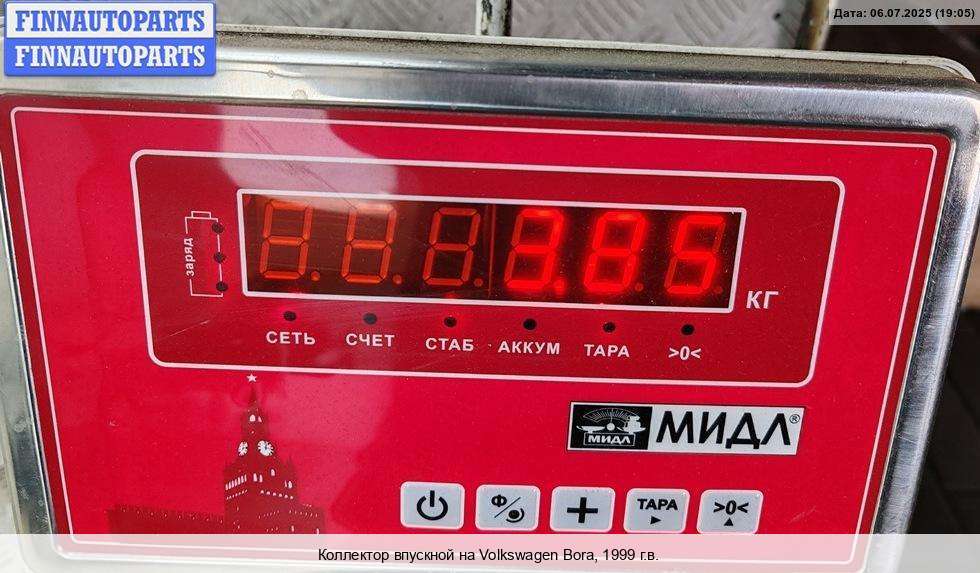 FINNAUTOPARTS
FINNAUTOPARTS
Дата: 06.07.2025 (19:05)
заряд
3.85
КГ
СЕТЬ СЧЕТ СТАБ АККУМ ТАРА >0<
МИДЛ МИДЛ®
Ф ТАРА >0<
Коллектор впускной на Volkswagen Bora, 1999 г.в.